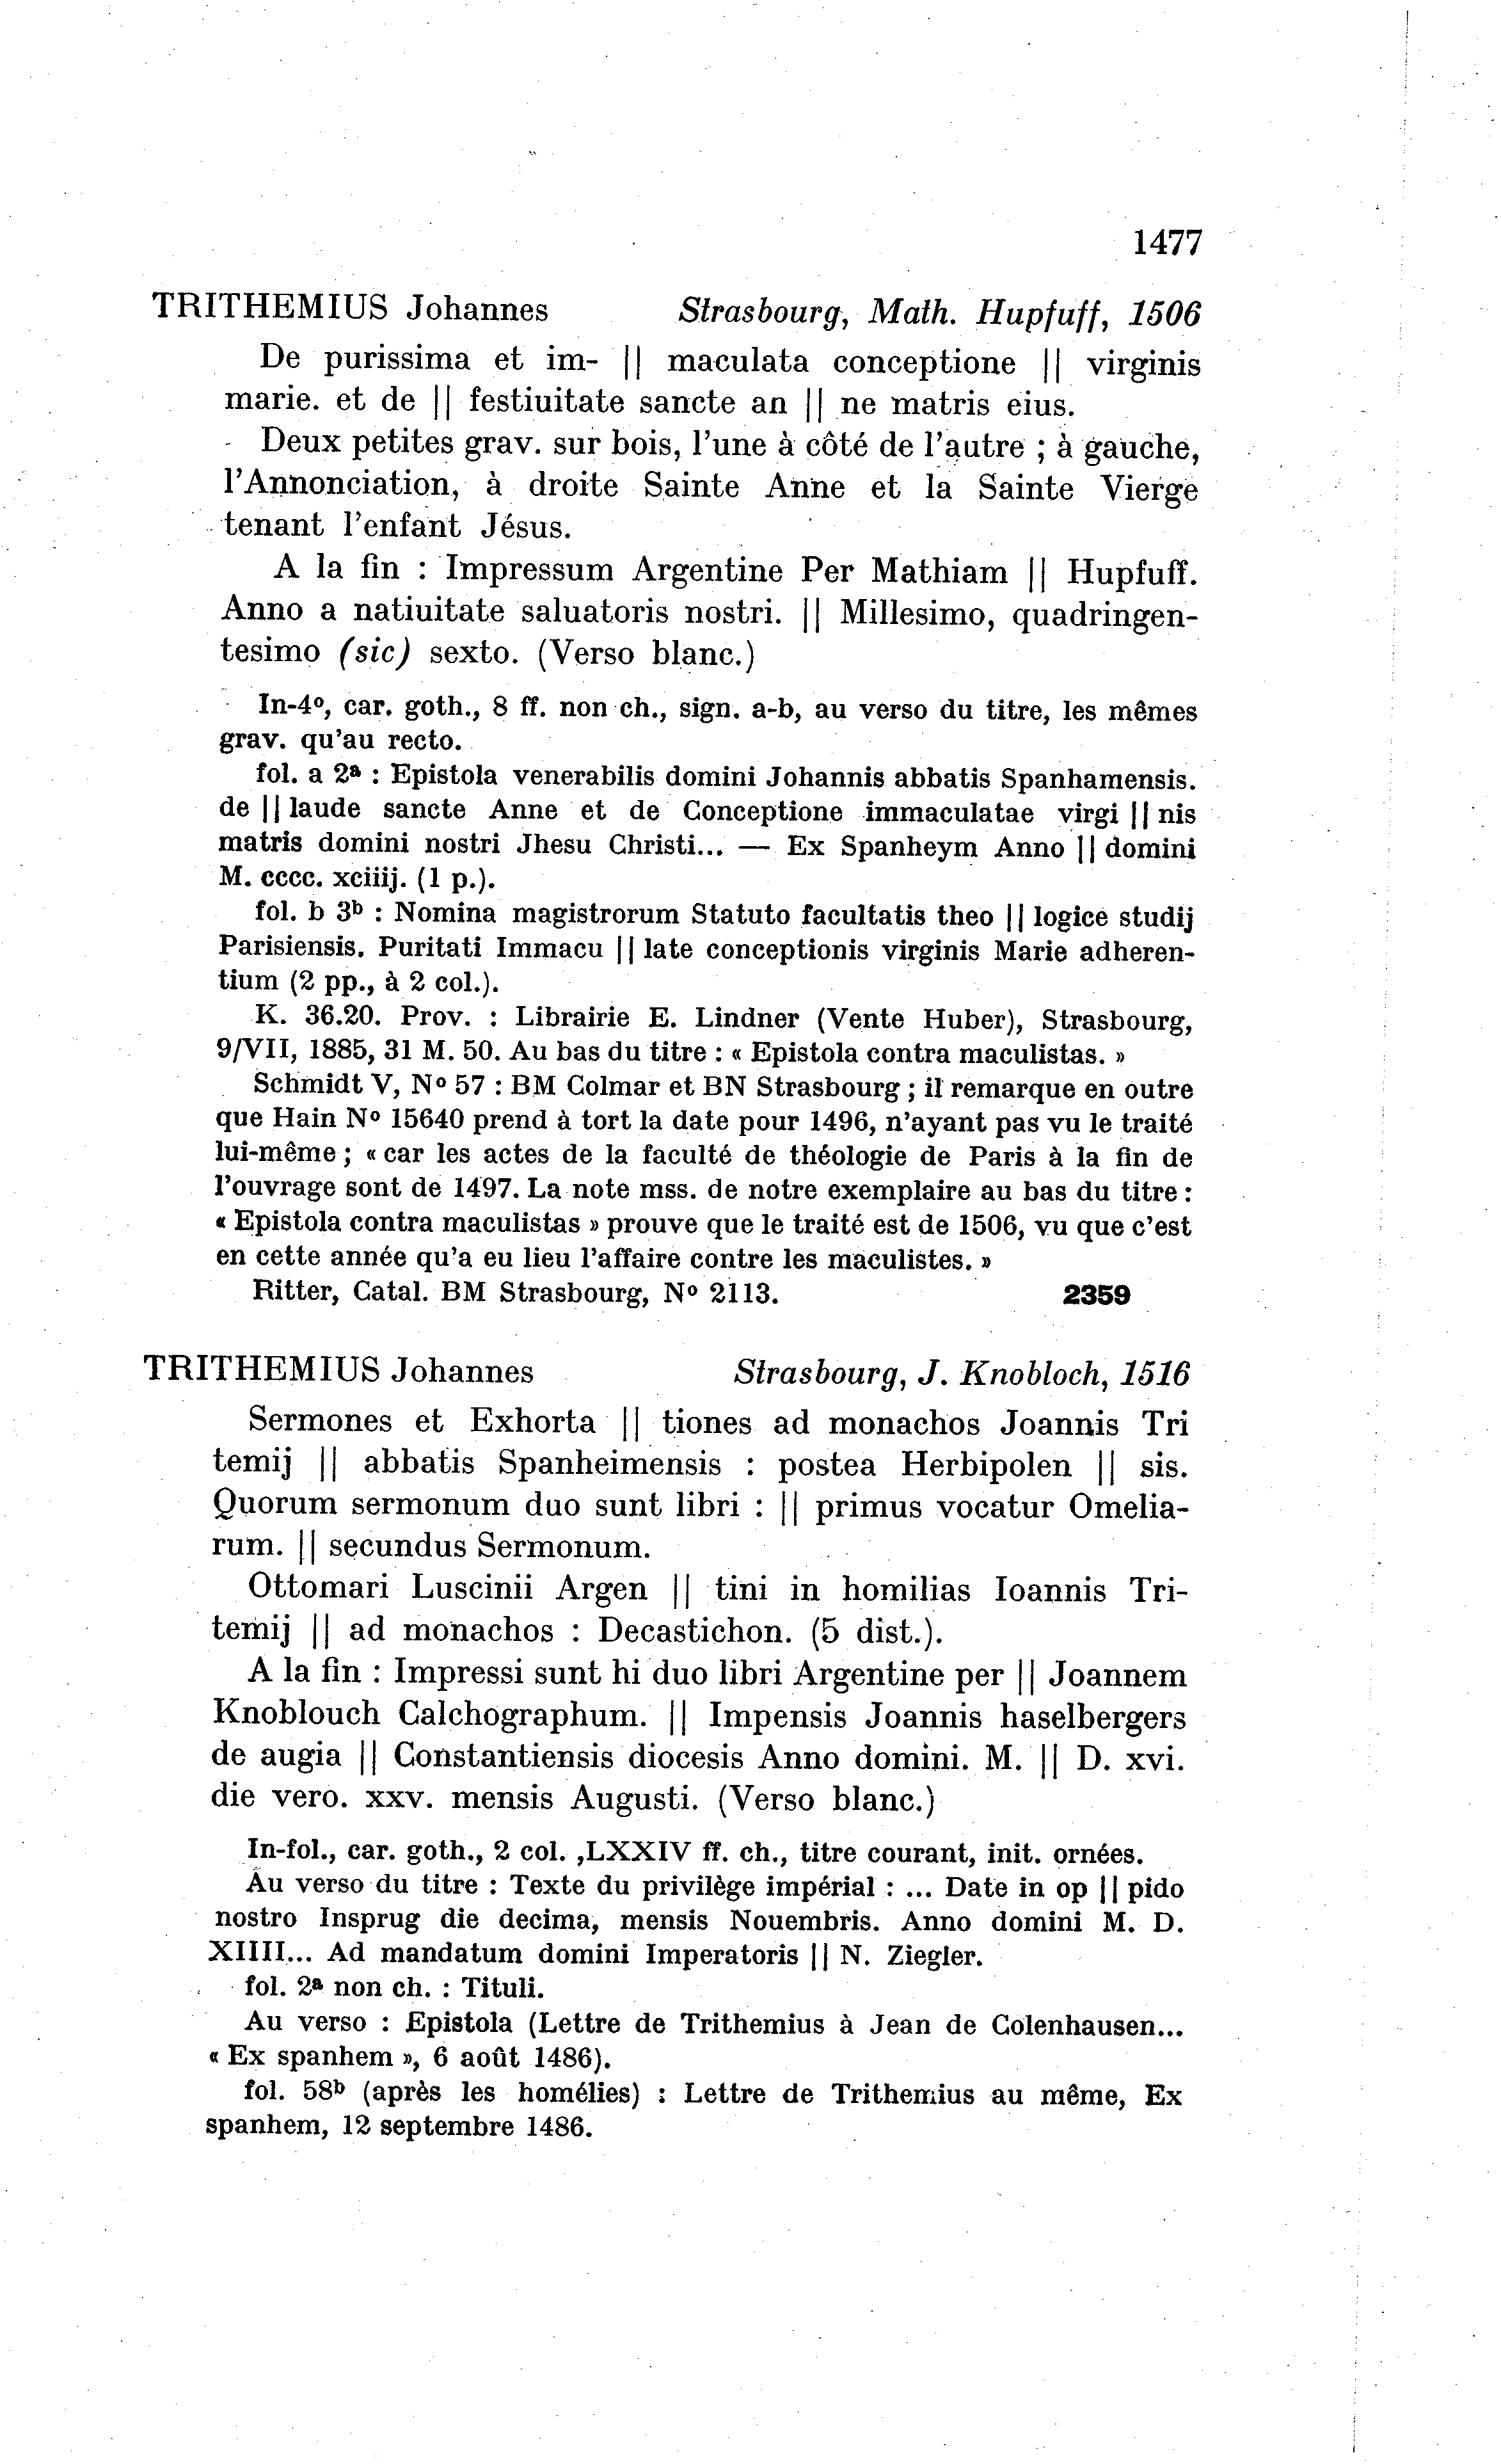 1477
TRITHEMIUS Johannes Strasbourg, Math. Hupfuff, 1506
De purissima et im- || maculata conceptione || virginis
marie. et de || festiuitate sancte an || ne matris eius.
Deux petites grav. sur bois, l'une à côté de l'autre ; à gauche,
l'Annonciation, à droite Sainte Anne et la Sainte Vierge
tenant l'enfant Jésus.
A la fin : Impressum Argentine Per Mathiam || Hupfuff.
Anno a natiuitate saluatoris nostri. || Millesimo, quadringen-
tesimo (sic) sexto. (Verso blanc.)
In-4º, car. goth., 8 ff. non ch., sign. a-b, au verso du titre, les mêmes
grav. qu'au recto.
fol. a 2ª : Epistola venerabilis domini Johannis abbatis Spanhamensis.
de || laude sancte Anne et de Conceptione immaculatae virgi || nis
matris domini nostri Jhesu Christi... — Ex Spanheym Anno || domini
M. cccc. xciiij. (1 p.).
fol. b 3ᵇ : Nomina magistrorum Statuto facultatis theo || logice studij
Parisiensis. Puritati Immacu || late conceptionis virginis Marie adheren-
tium (2 pp., à 2 col.).
K. 36.20. Prov. : Librairie E. Lindner (Vente Huber), Strasbourg,
9/VII, 1885, 31 M. 50. Au bas du titre : « Epistola contra maculistas. »
Schmidt V, Nº 57 : BM Colmar et BN Strasbourg ; il remarque en outre
que Hain Nº 15640 prend à tort la date pour 1496, n'ayant pas vu le traité
lui-même ; « car les actes de la faculté de théologie de Paris à la fin de
l'ouvrage sont de 1497. La note mss. de notre exemplaire au bas du titre :
« Epistola contra maculistas » prouve que le traité est de 1506, vu que c'est
en cette année qu'a eu lieu l'affaire contre les maculistes. »
Ritter, Catal. BM Strasbourg, Nº 2113. 2359
TRITHEMIUS Johannes Strasbourg, J. Knobloch, 1516
Sermones et Exhorta || tiones ad monachos Joannis Tri
temij || abbatis Spanheimensis : postea Herbipolen || sis.
Quorum sermonum duo sunt libri : || primus vocatur Omelia-
rum. || secundus Sermonum.
Ottomari Luscinii Argen || tini in homilias Ioannis Tri-
temij || ad monachos : Decastichon. (5 dist.).
A la fin : Impressi sunt hi duo libri Argentine per || Joannem
Knoblouch Calchographum. || Impensis Joannis haselbergers
de augia || Constantiensis diocesis Anno domini. M. || D. xvi.
die vero. xxv. mensis Augusti. (Verso blanc.)
In-fol., car. goth., 2 col. ,LXXIV ff. ch., titre courant, init. ornées.
Au verso du titre : Texte du privilège impérial : ... Date in op || pido
nostro Insprug die decima, mensis Nouembris. Anno domini M. D.
XIIII... Ad mandatum domini Imperatoris || N. Ziegler.
fol. 2ª non ch. : Tituli.
Au verso : Epistola (Lettre de Trithemius à Jean de Colenhausen...
« Ex spanhem », 6 août 1486).
fol. 58ᵇ (après les homélies) : Lettre de Trithemius au même, Ex
spanhem, 12 septembre 1486.